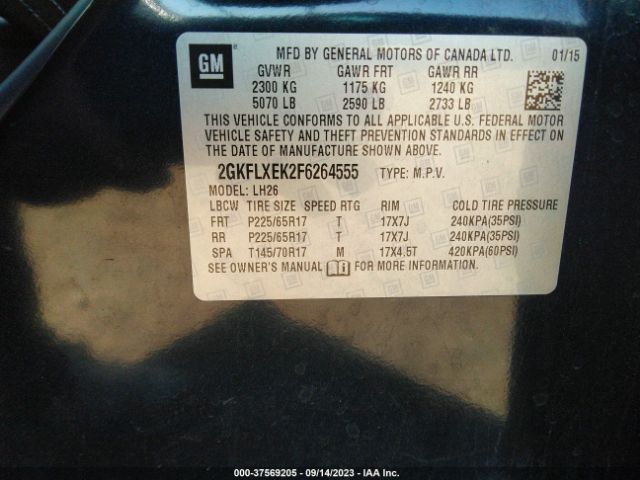 GM
MFD BY GENERAL MOTORS OF CANADA LTD. 01/15
GVWR GAWR FRT GAWR RR
2300 KG 1175 KG 1240 KG
5070 LB 2590 LB 2733 LB
THIS VEHICLE CONFORMS TO ALL APPLICABLE U.S. FEDERAL MOTOR
VEHICLE SAFETY AND THEFT PREVENTION STANDARDS IN EFFECT ON
THE DATE OF MANUFACTURE SHOWN ABOVE.
2GKFLXEK2F6264555 TYPE: M.P.V.
MODEL: LH26
LBCW TIRE SIZE SPEED RTG RIM COLD TIRE PRESSURE
FRT P225/65R17 T 17X7J 240KPA(35PSI)
RR P225/65R17 T 17X7J 240KPA(35PSI)
SPA T145/70R17 M 17X4.5T 420KPA(60PSI)
SEE OWNER'S MANUAL FOR MORE INFORMATION.
000-37569205 - 09/14/2023 - IAA Inc.